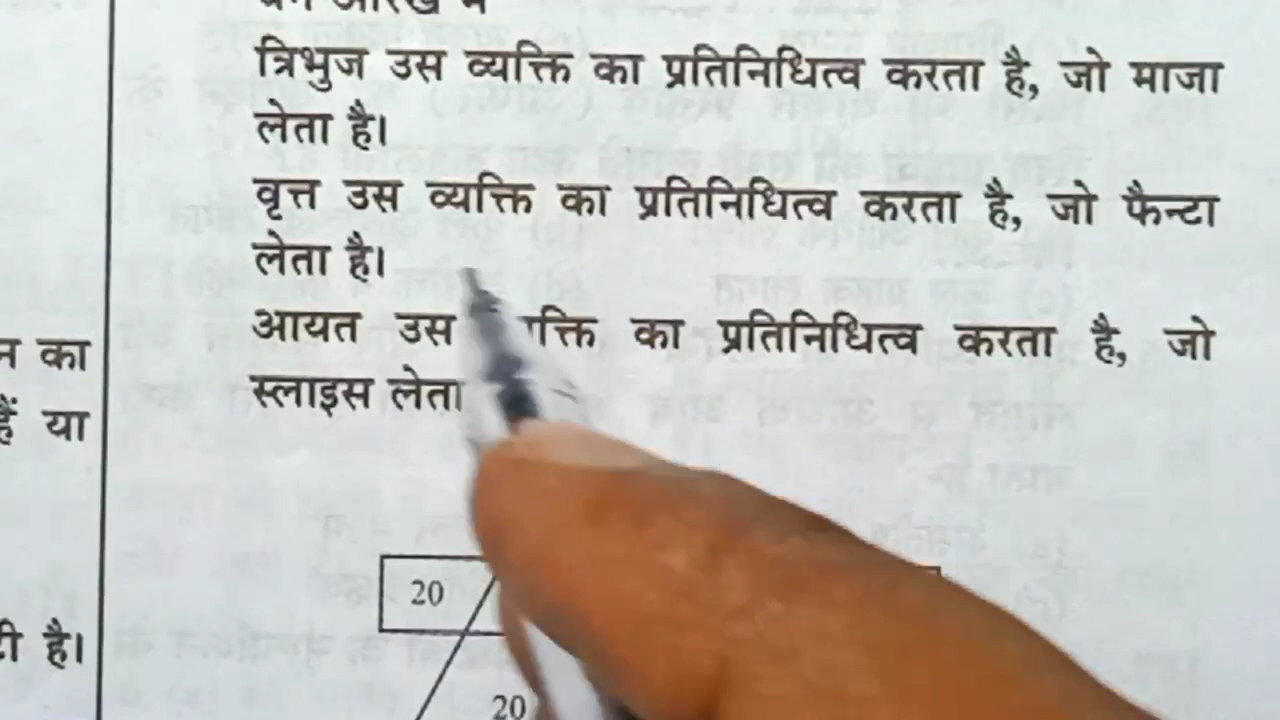 त्रिभुज उस व्यक्ति का प्रतिनिधित्व करता है, जो माजा
लेता है।
वृत्त उस व्यक्ति का प्रतिनिधित्व करता है, जो फैन्टा
लेता है।
आयत उस का प्रतिनिधित्व करता है, जो
न का
स्लाइस लेता
हैं या
20
है।
20